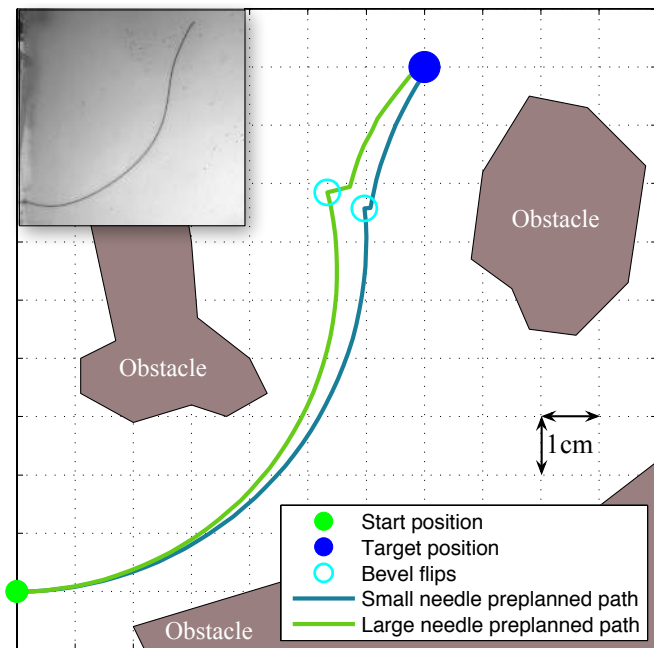 Obstacle
Obstacle
1cm
Start position
Target position
Bevel flips
Small needle preplanned path
Large needle preplanned path
Obstacle